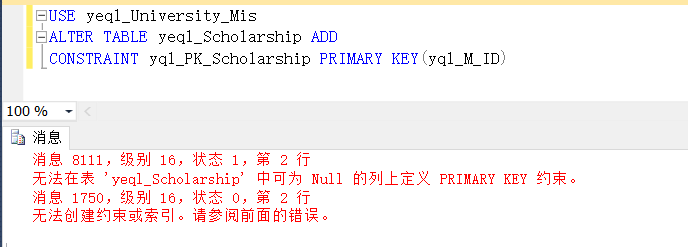 USE yeql_University_Mis
ALTER TABLE yeql_Scholarship ADD
CONSTRAINT yql_PK_Scholarship PRIMARY KEY(yql_M_ID)
100 %
消息
消息 8111，级别 16，状态 1，第 2 行
无法在表 'yeql_Scholarship' 中可为 Null 的列上定义 PRIMARY KEY 约束。
消息 1750，级别 16，状态 0，第 2 行
无法创建约束或索引。请参阅前面的错误。